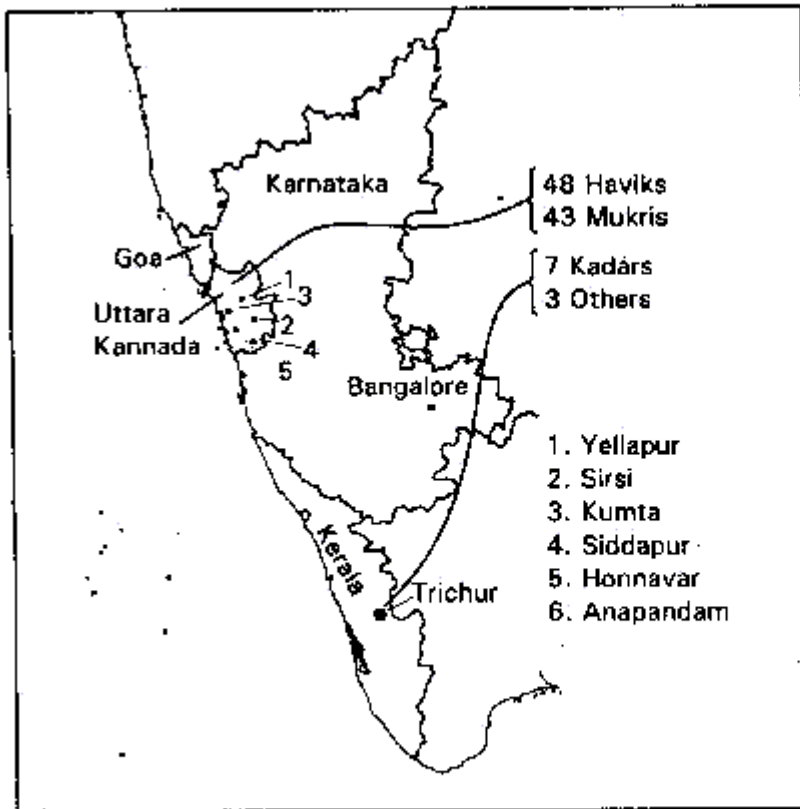 Karnataka
48 Haviks
43 Mukris
Goa
7 Kadárs
3 Others
1
3
Uttara
Kannada
2
4
5
Bangalore
1. Yellapur
2. Sirsi
3. Kumta
4. Siddapur
5. Honnavar
6. Anapandam
Kerala
Trichur